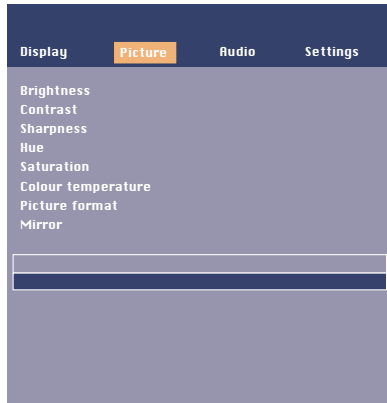 Display Picture Audio Settings
Brightness
Contrast
Sharpness
Hue
Saturation
Colour temperature
Picture format
Mirror